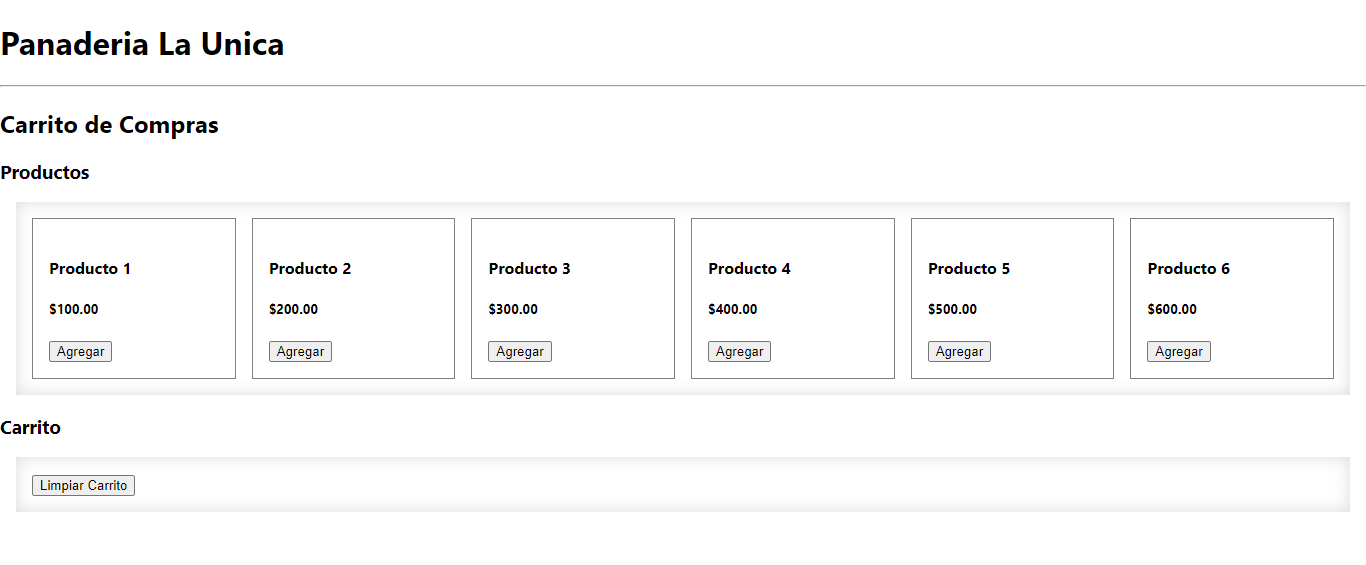 Panaderia La Unica
Carrito de Compras
Productos
Producto 1 Producto 2 Producto 3 Producto 4 Producto 5 Producto 6
$100.00 $200.00 $300.00 $400.00 $500.00 $600.00
Agregar Agregar Agregar Agregar Agregar Agregar
Carrito
Limpiar Carrito